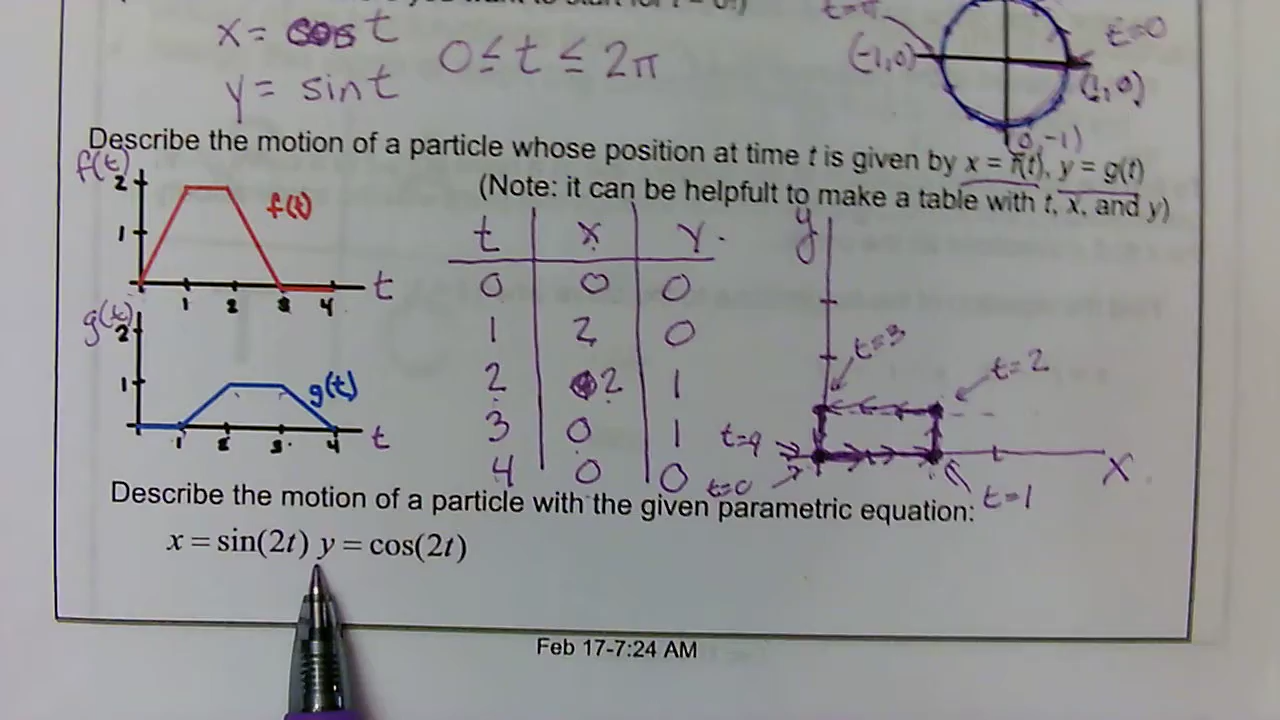 x = cos t
y = sin t
0 ≤ t ≤ 2π
t=π
t=0
(-1,0)
(1,0)
(0,-1)
Describe the motion of a particle whose position at time t is given by x = f(t), y = g(t)
(Note: it can be helpfult to make a table with t, x, and y)
f(t)
2
1
f(t)
1 2 3 4 t
g(t)
2
1
g(t)
1 2 3 4 t
t x y
0 0 0
1 2 0
2 2 1
3 0 1
4 0 0
y
t=3
t=2
t=4
t=0
t=1
x
Describe the motion of a particle with the given parametric equation:
x = sin(2t) y = cos(2t)
Feb 17-7:24 AM